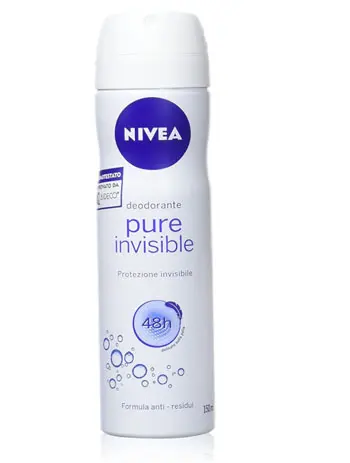 NIVEA
deodorante
pure
invisible
Protezione invisibile
48h
Formula anti - residui